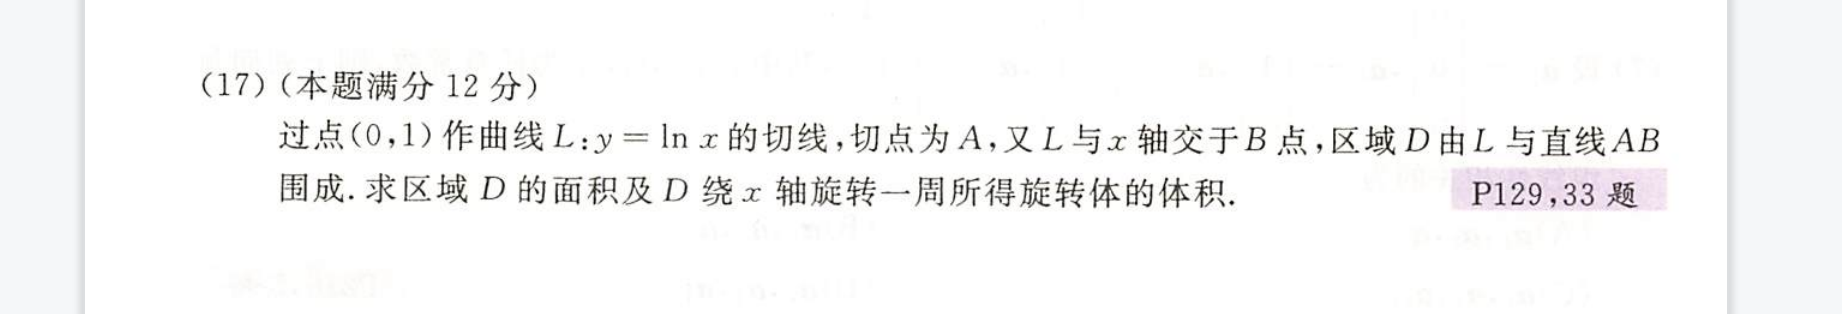 (17)(本题满分 12 分)
过点(0,1)作曲线 L:y = ln x 的切线,切点为 A,又 L 与 x 轴交于 B 点,区域 D 由 L 与直线 AB
围成.求区域 D 的面积及 D 绕 x 轴旋转一周所得旋转体的体积.
P129,33 题